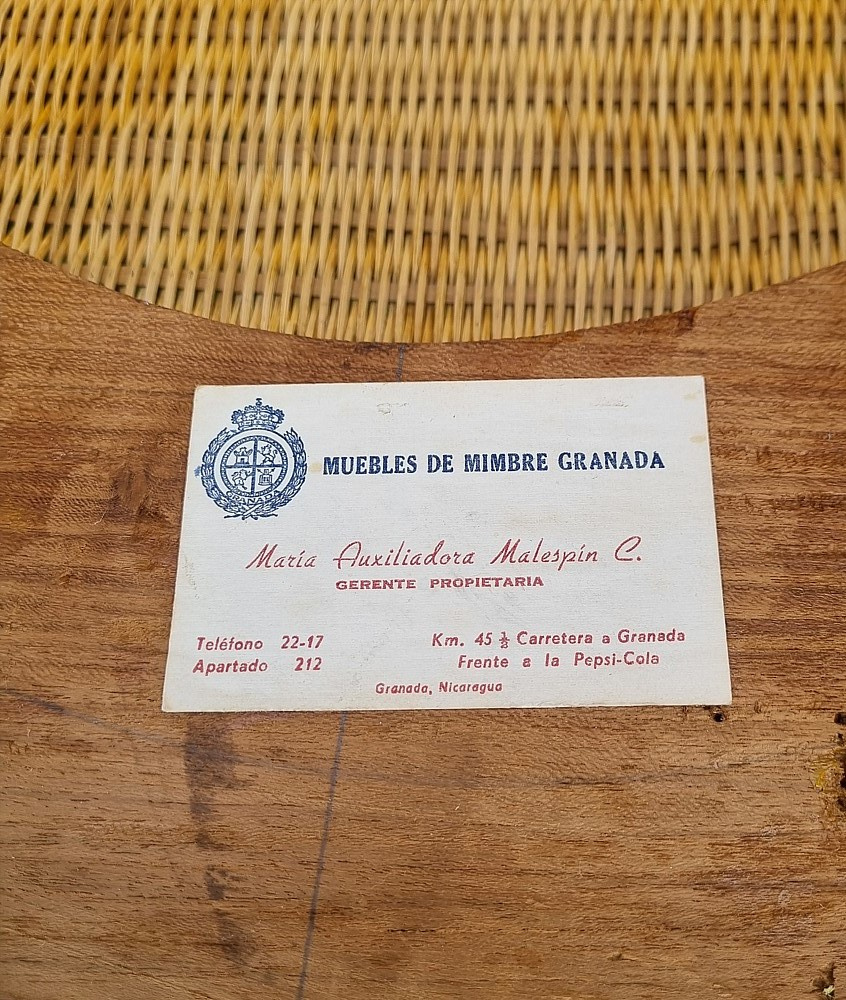 GRANADA
MUEBLES DE MIMBRE GRANADA
María Auxiliadora Malespín C.
GERENTE PROPIETARIA
Teléfono 22-17
Apartado 212
Km. 45 ½ Carretera a Granada
Frente a la Pepsi-Cola
Granada, Nicaragua